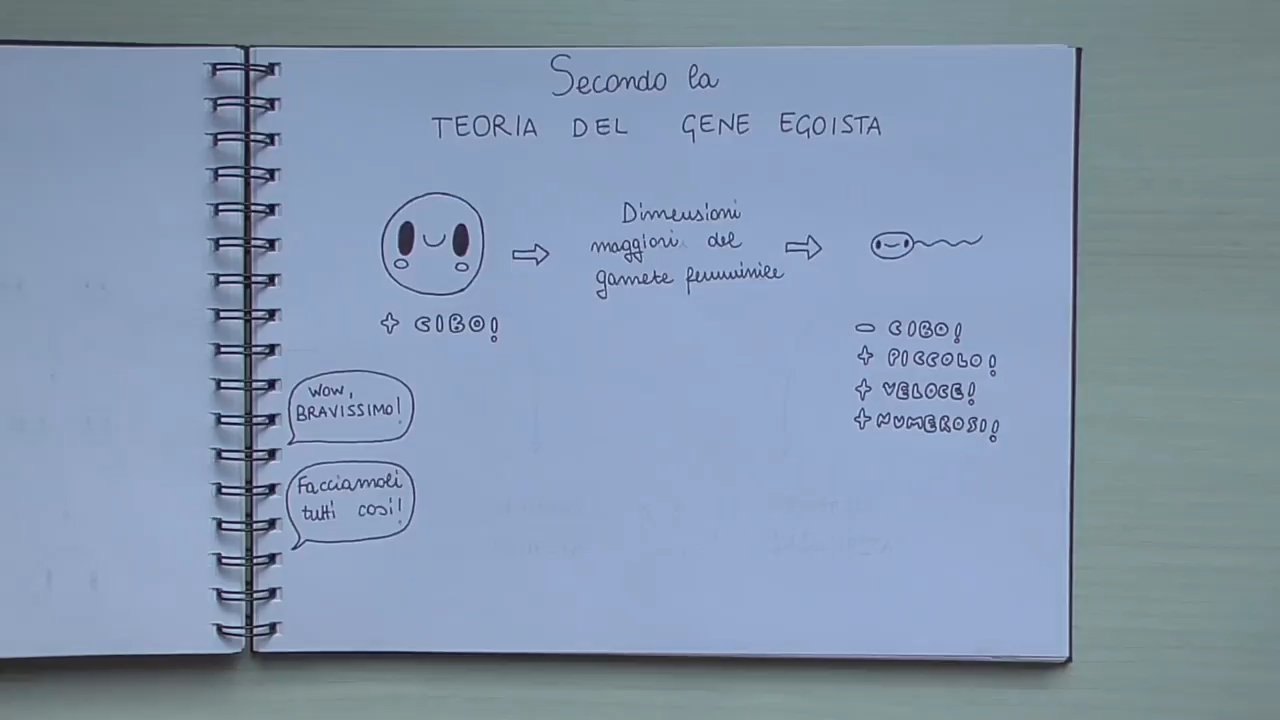 Secondo la
TEORIA DEL GENE EGOISTA
Dimensioni
maggiori del
gamete femminile
+ CIBO!
- CIBO!
+ PICCOLO!
+ VELOCE!
+ NUMEROSI!
WOW,
BRAVISSIMO!
Facciamoli
tutti così!